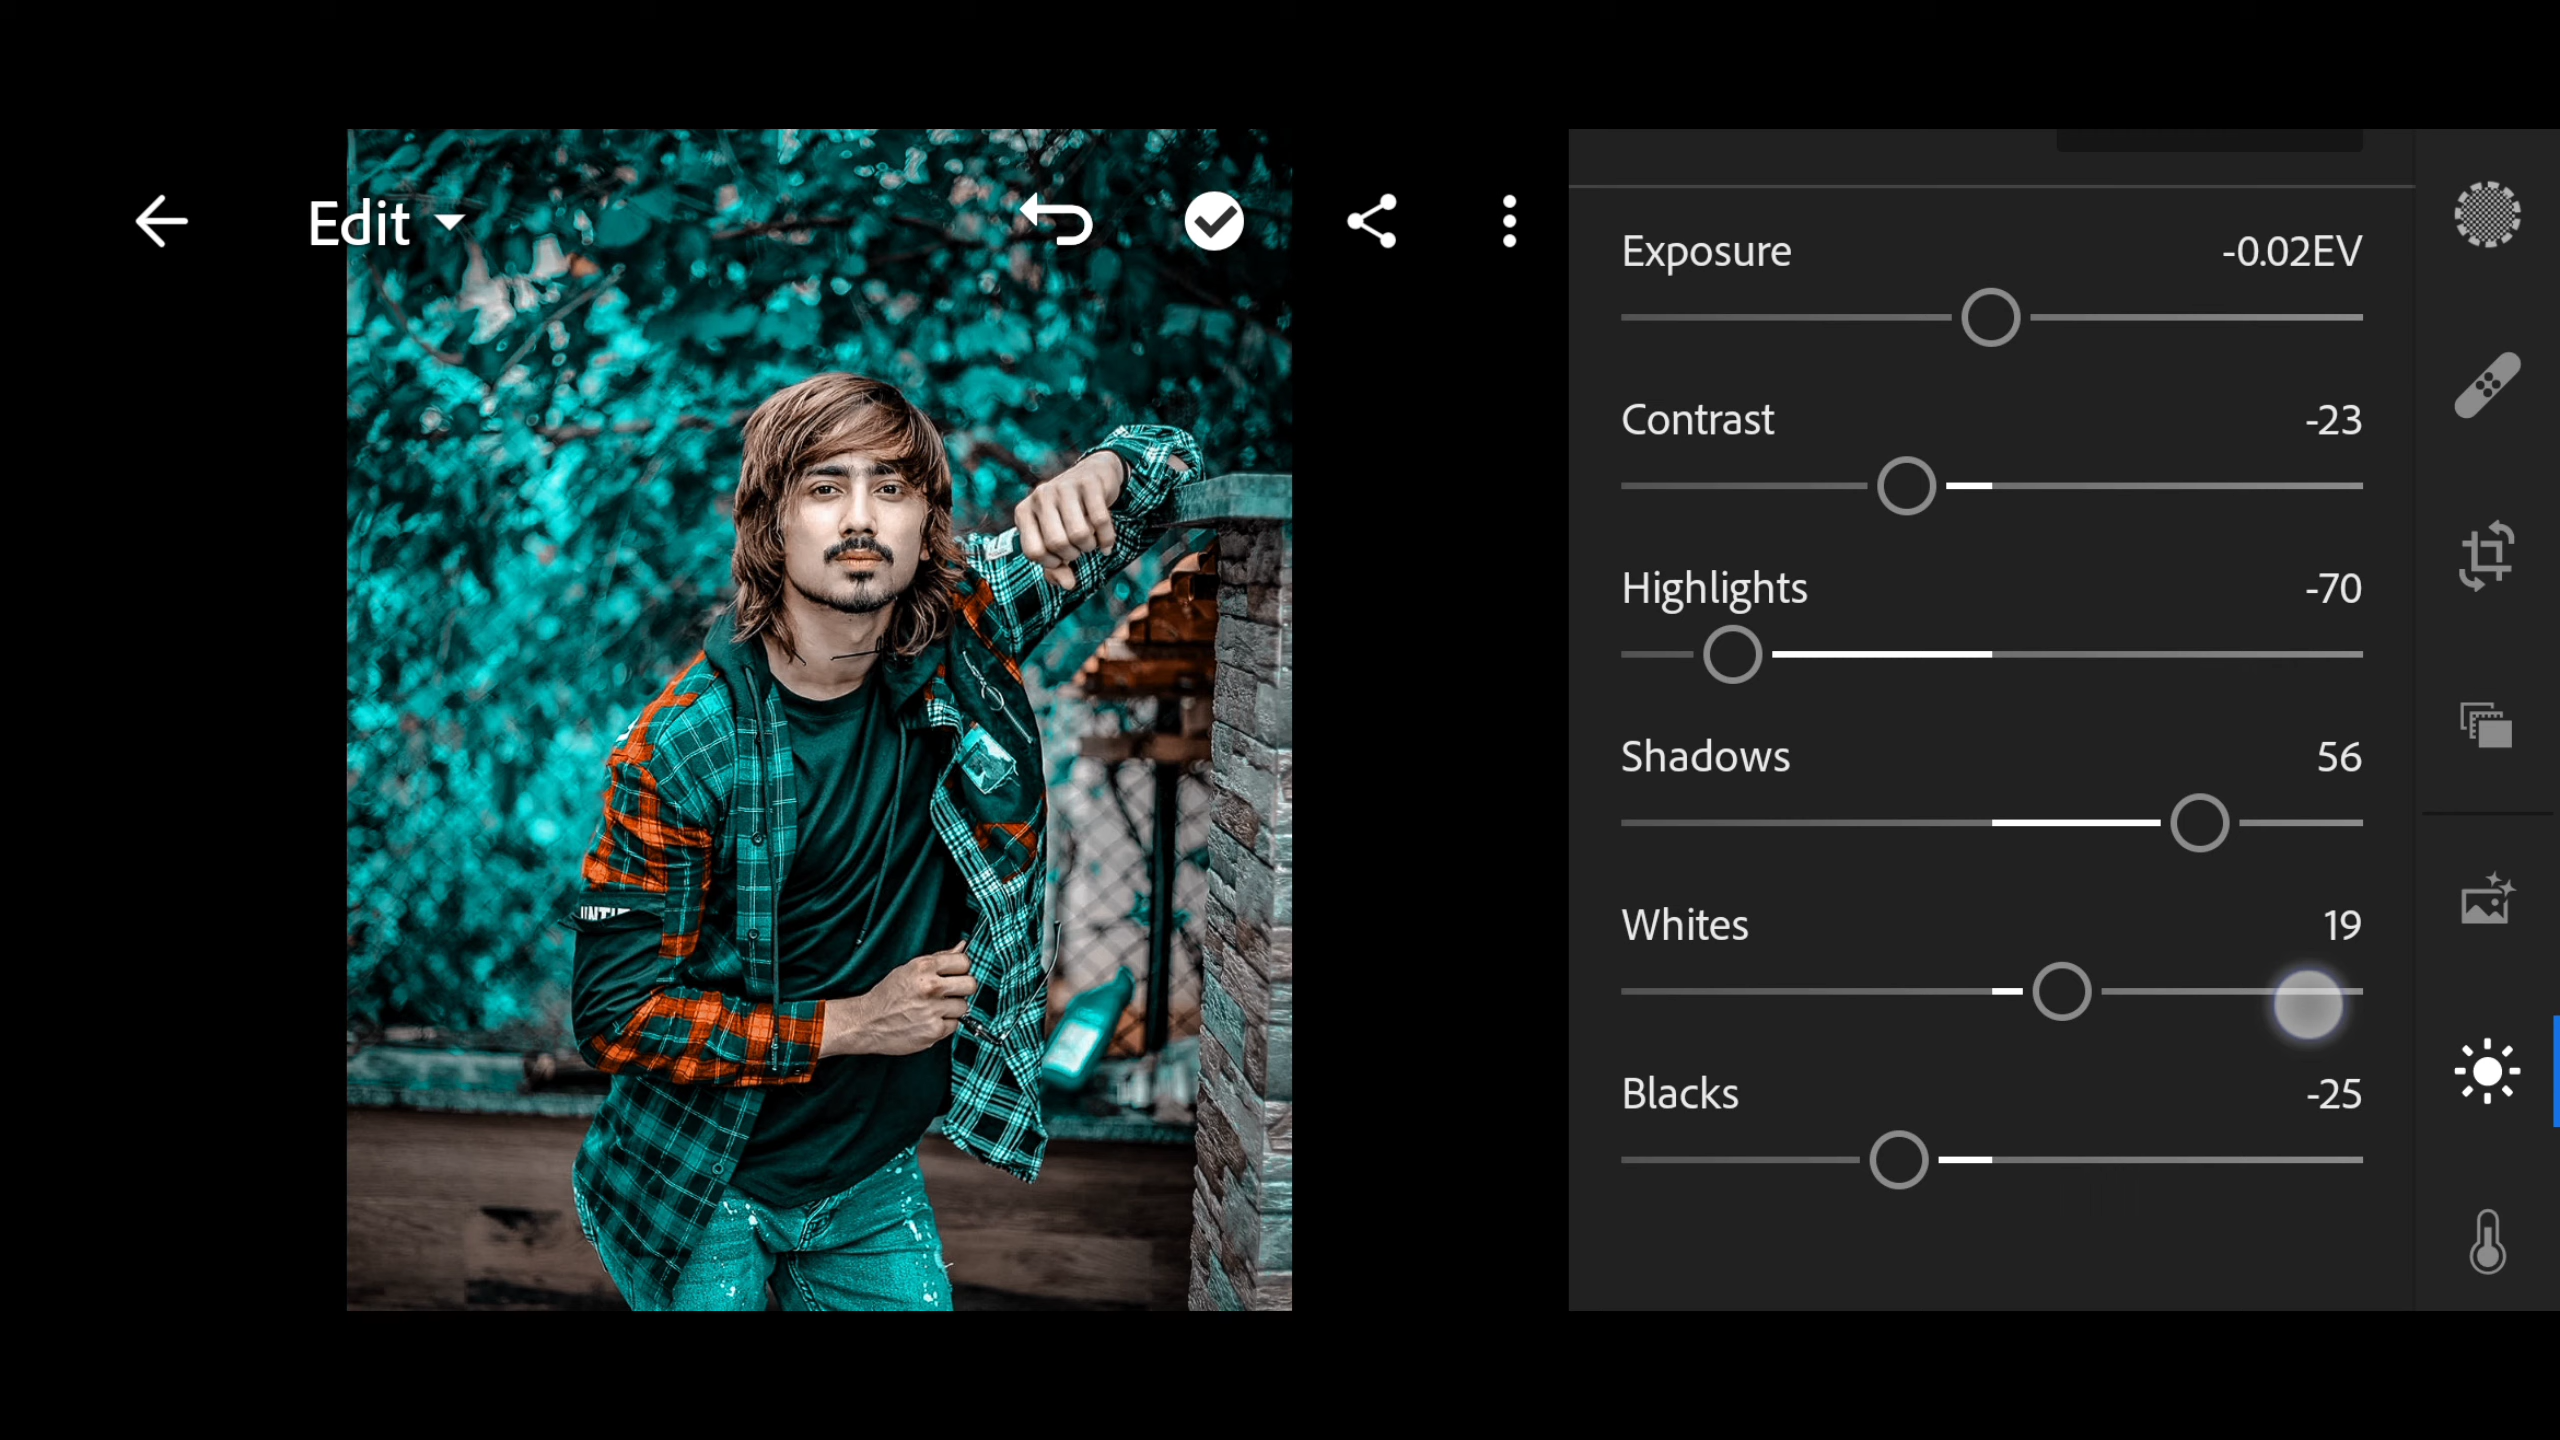 Edit
Exposure -0.02EV
Contrast -23
Highlights -70
Shadows 56
Whites 19
Blacks -25